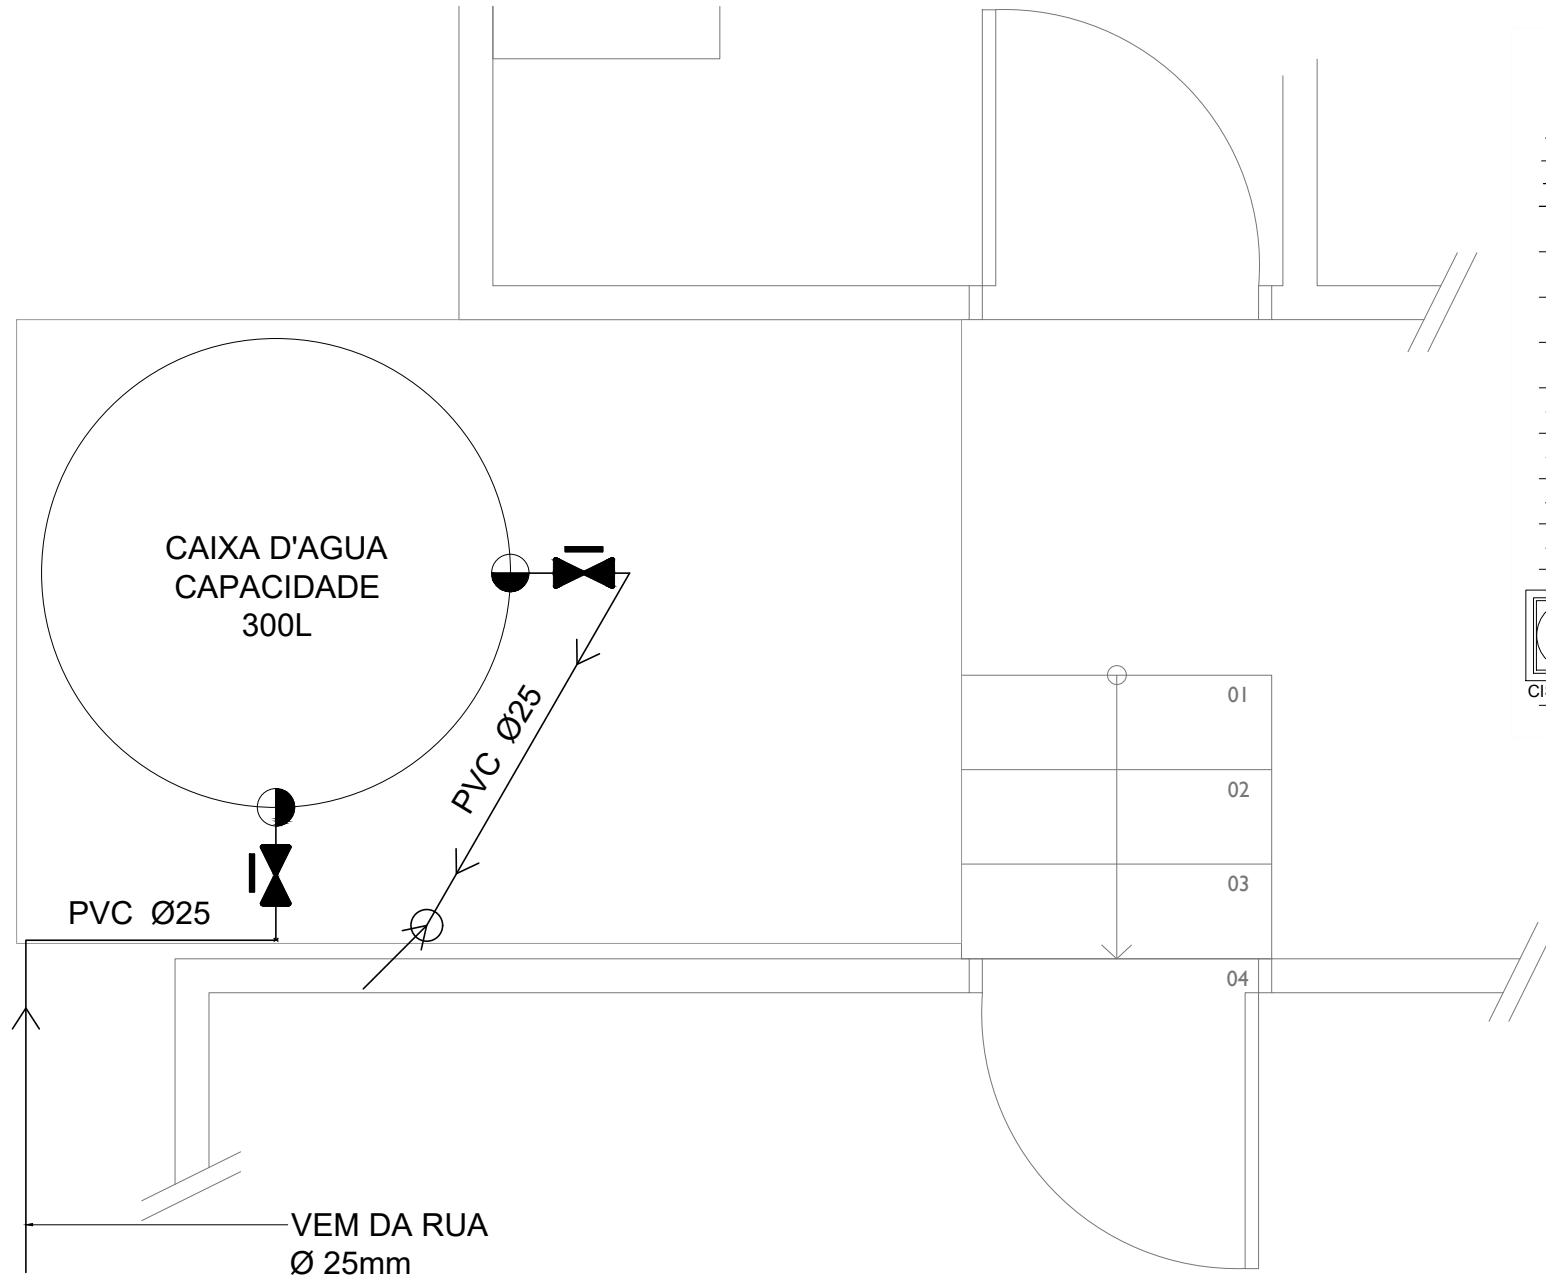 CAIXA D'AGUA
CAPACIDADE
300L
PVC Ø25
01
02
03
04
PVC Ø25
VEM DA RUA
Ø 25mm